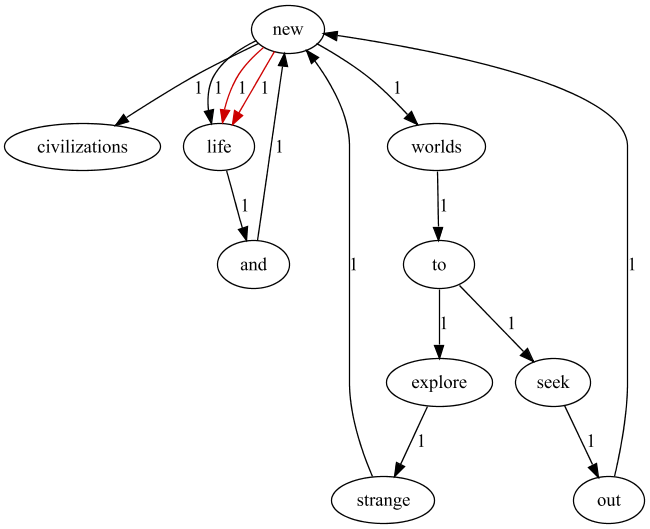 new
1 1 1 1 1
civilizations life worlds
1 1 1
and to
1 1 1 1
explore seek
1 1
strange out